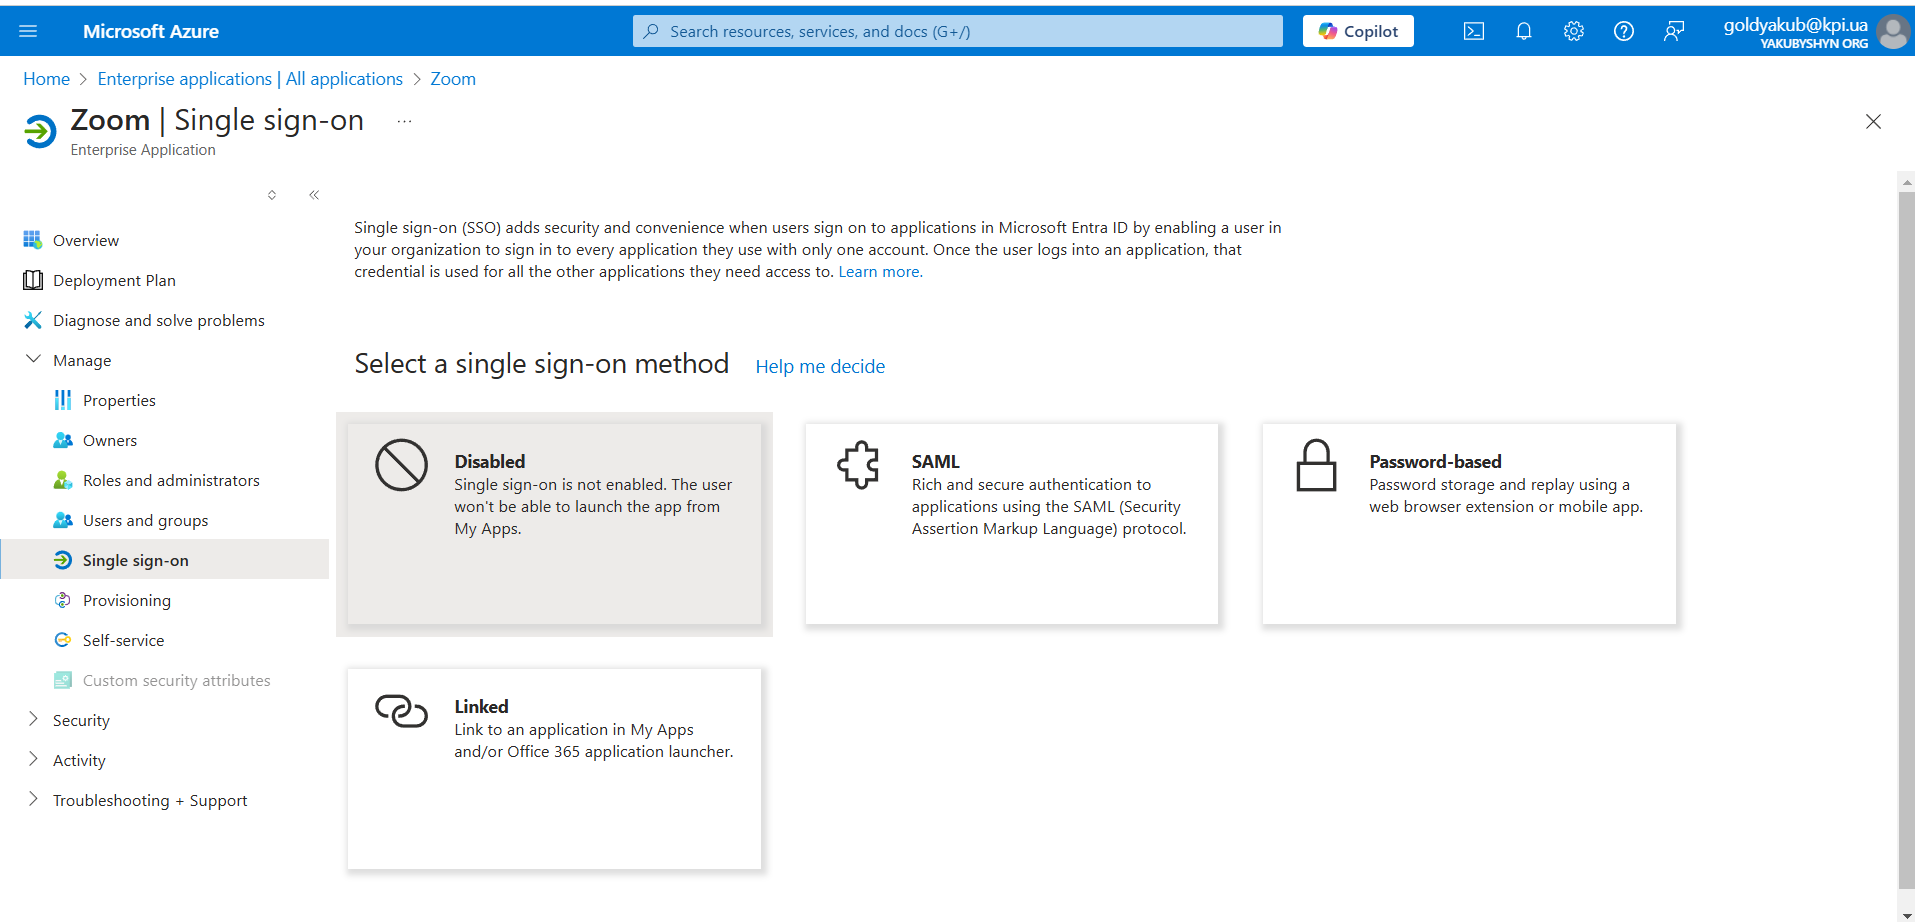 Microsoft Azure
Search resources, services, and docs (G+/)
Copilot
goldyakub@kpi.ua
YAKUBYSHYN ORG
Home > Enterprise applications | All applications > Zoom
Zoom | Single sign-on ...
Enterprise Application
Overview
Deployment Plan
Diagnose and solve problems
Manage
Properties
Owners
Roles and administrators
Users and groups
Single sign-on
Provisioning
Self-service
Custom security attributes
Security
Activity
Troubleshooting + Support
Single sign-on (SSO) adds security and convenience when users sign on to applications in Microsoft Entra ID by enabling a user in
your organization to sign in to every application they use with only one account. Once the user logs into an application, that
credential is used for all the other applications they need access to. Learn more.
Select a single sign-on method Help me decide
Disabled
Single sign-on is not enabled. The user
won't be able to launch the app from
My Apps.
SAML
Rich and secure authentication to
applications using the SAML (Security
Assertion Markup Language) protocol.
Password-based
Password storage and replay using a
web browser extension or mobile app.
Linked
Link to an application in My Apps
and/or Office 365 application launcher.